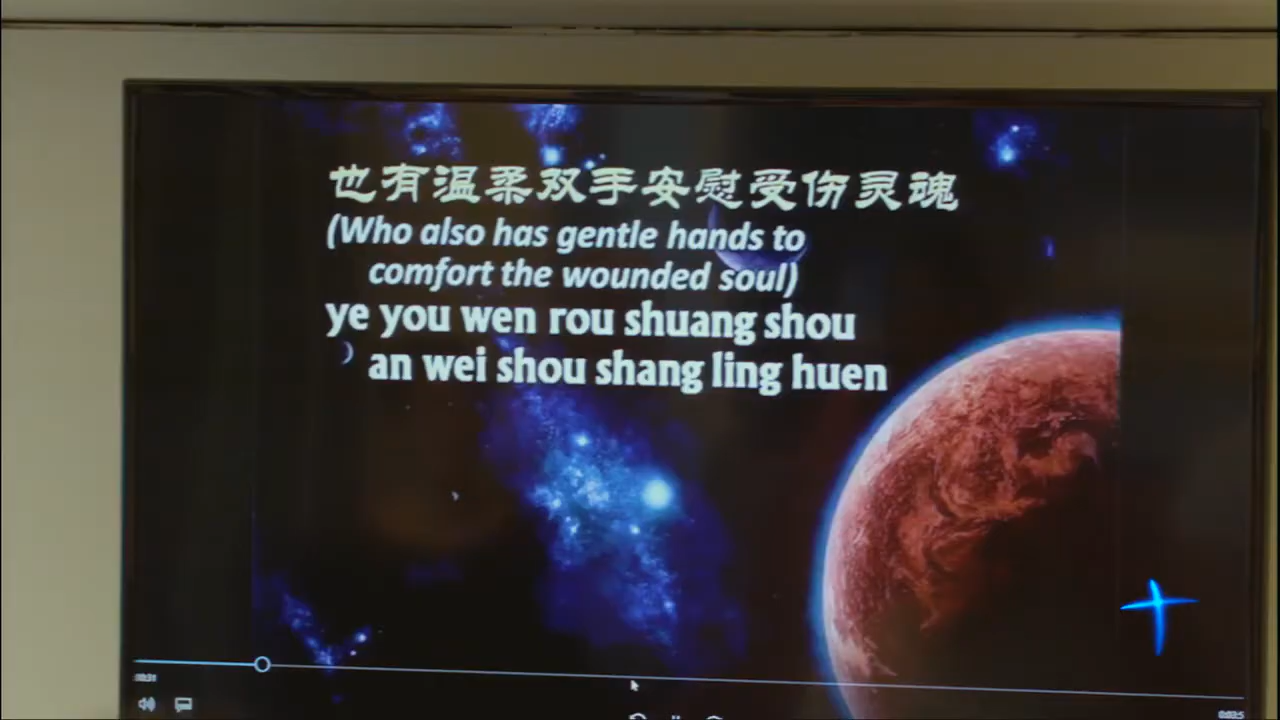 也有温柔双手安慰受伤灵魂
(Who also has gentle hands to
comfort the wounded soul)
ye you wen rou shuang shou
an wei shou shang ling huen